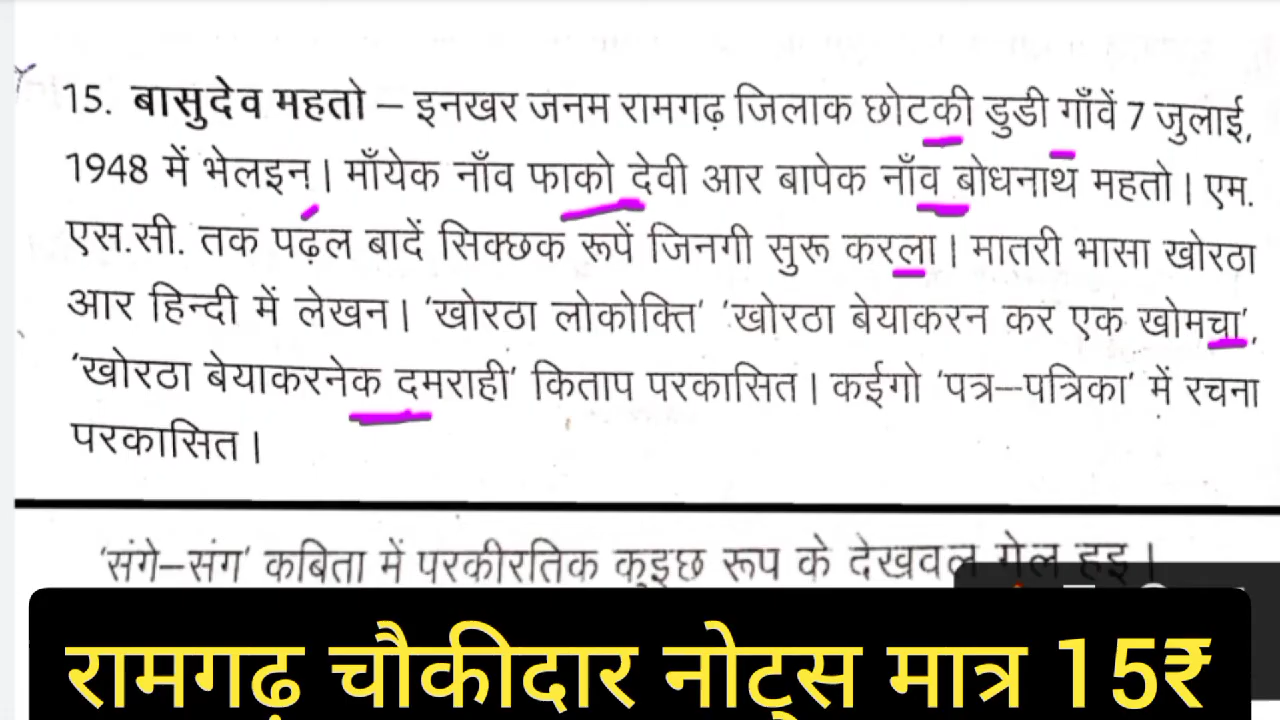 15. बासुदेव महतो – इनखर जनम रामगढ़ जिलाक छोटकी डुडी गाँवें 7 जुलाई,
1948 में भेलइन। माँयेक नाँव फाको देवी आर बापेक नाँव बोधनाथ महतो। एम.
एस.सी. तक पढ़ल बादें सिक्छक रूपें जिनगी सुरू करला। मातरी भासा खोरठा
आर हिन्दी में लेखन। 'खोरठा लोकोक्ति' 'खोरठा बेयाकरन कर एक खोमचा',
'खोरठा बेयाकरनेक दमराही' किताप परकासित। कईगो 'पत्र–पत्रिका' में रचना
परकासित।
'संगे–संग' कबिता में परकीरतिक कुइछ रूप के देखवल गेल हइ।
रामगढ़ चौकीदार नोट्स मात्र 15₹